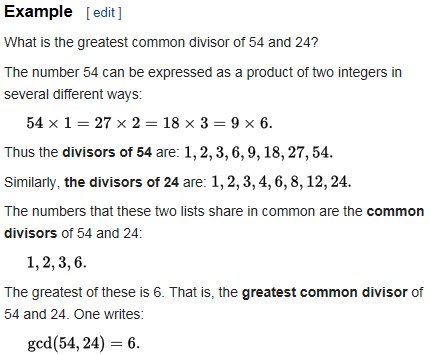 Example [ edit ]
What is the greatest common divisor of 54 and 24?
The number 54 can be expressed as a product of two integers in
several different ways:
54 × 1 = 27 × 2 = 18 × 3 = 9 × 6.
Thus the divisors of 54 are: 1, 2, 3, 6, 9, 18, 27, 54.
Similarly, the divisors of 24 are: 1, 2, 3, 4, 6, 8, 12, 24.
The numbers that these two lists share in common are the common
divisors of 54 and 24:
1, 2, 3, 6.
The greatest of these is 6. That is, the greatest common divisor of
54 and 24. One writes:
gcd(54, 24) = 6.